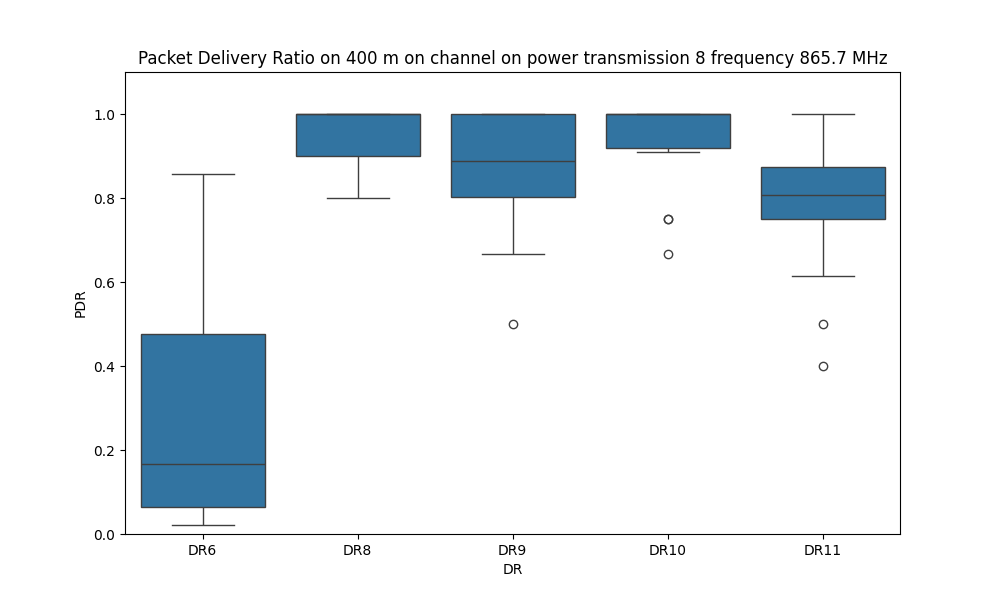 Packet Delivery Ratio on 400 m on channel on power transmission 8 frequency 865.7 MHz
1.0
0.8
0.6
0.4
0.2
0.0
PDR
DR6 DR8 DR9 DR10 DR11
DR